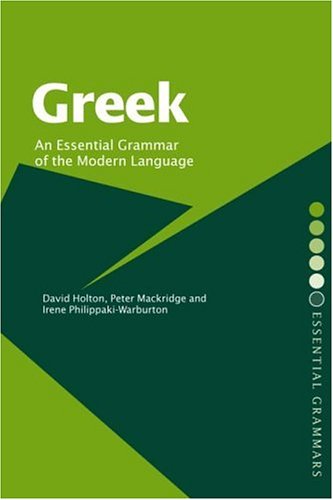 Greek
An Essential Grammar
of the Modern Language
David Holton, Peter Mackridge and
Irene Philippaki-Warburton
ESSENTIAL GRAMMARS